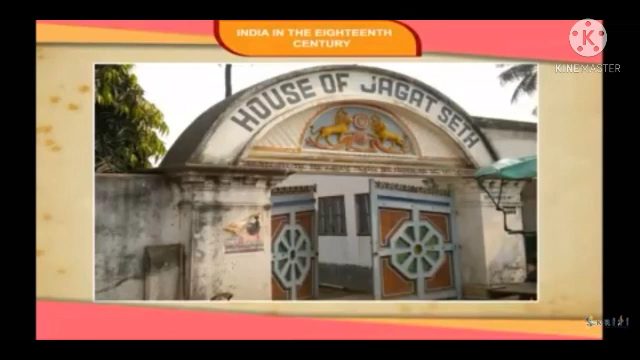 INDIA IN THE EIGHTEENTH
CENTURY
K
KINEMASTER
HOUSE OF JAGAT SETH